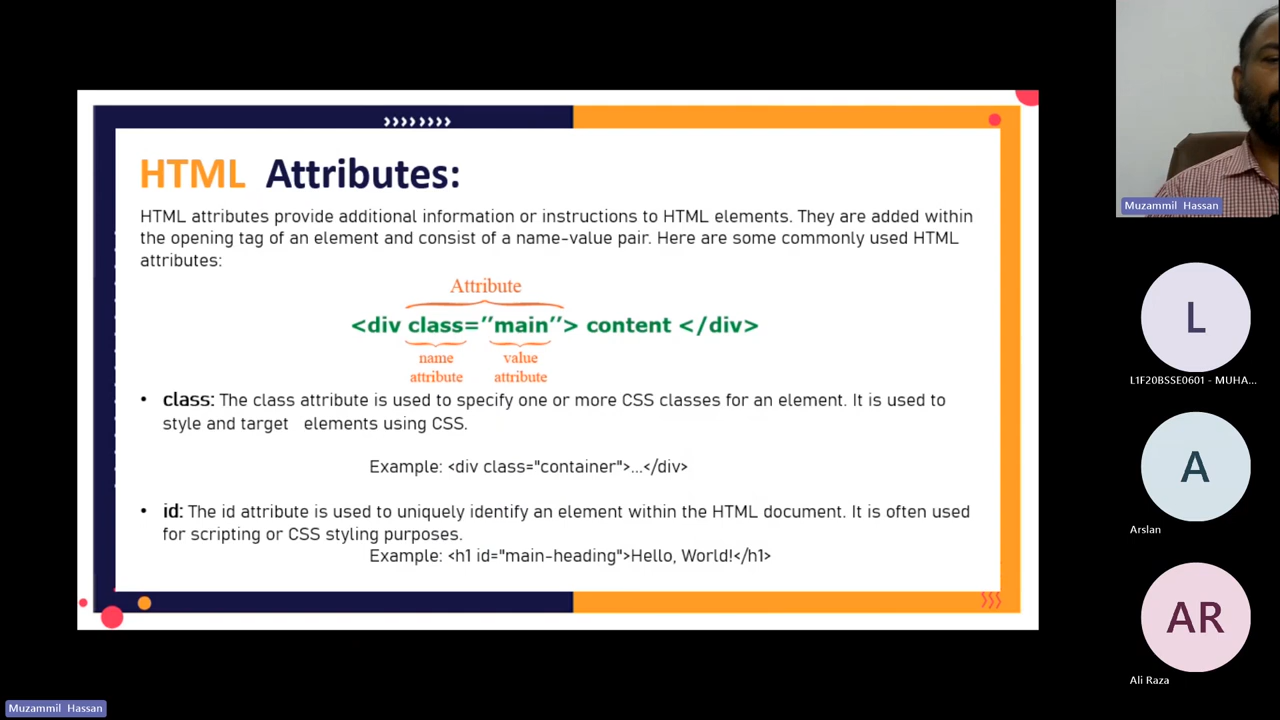 HTML Attributes:
HTML attributes provide additional information or instructions to HTML elements. They are added within
the opening tag of an element and consist of a name-value pair. Here are some commonly used HTML
attributes:
Attribute
<div class=’’main’’> content </div>
name value
attribute attribute
• class: The class attribute is used to specify one or more CSS classes for an element. It is used to
style and target elements using CSS.
Example: <div class="container">...</div>
• id: The id attribute is used to uniquely identify an element within the HTML document. It is often used
for scripting or CSS styling purposes.
Example: <h1 id="main-heading">Hello, World!</h1>
Muzammil Hassan
L
L1F20BSSE0601 - MUHA...
A
Arslan
AR
Ali Raza
Muzammil Hassan